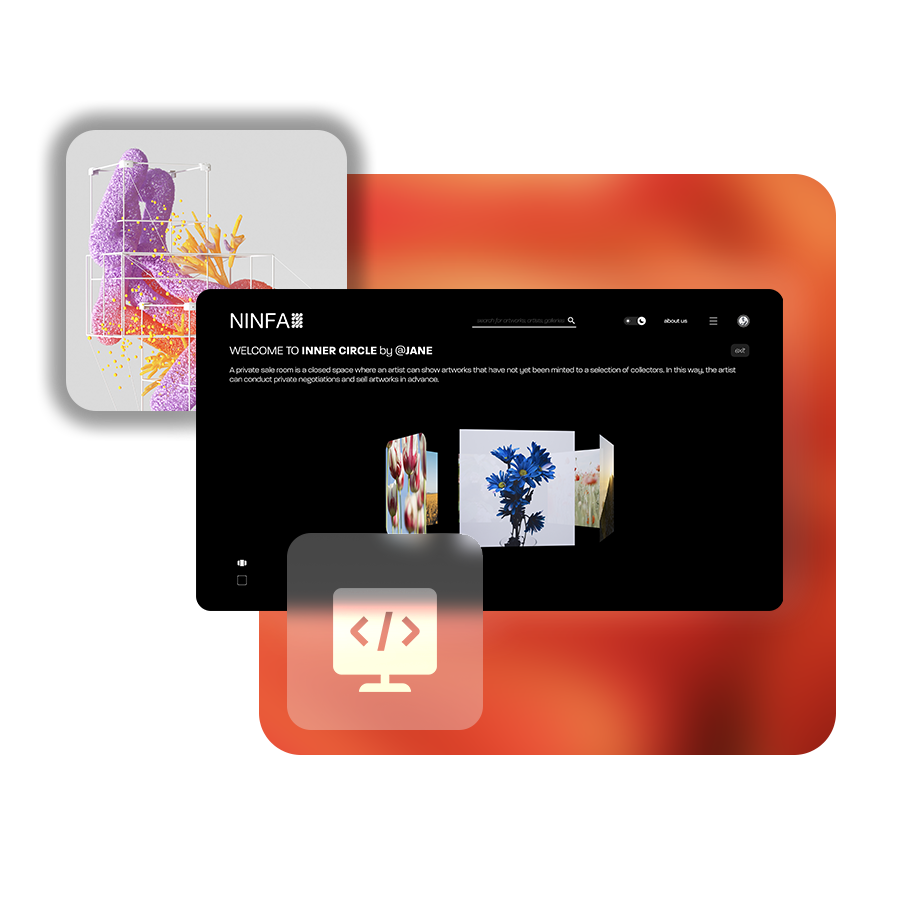 NINFA
search for artworks, artists, galleries
about us
WELCOME TO INNER CIRCLE by @JANE
exit
A private sale room is a closed space where an artist can show artworks that have not yet been minted to a selection of collectors. In this way, the artist
can conduct private negotiations and sell artworks in advance.
</>